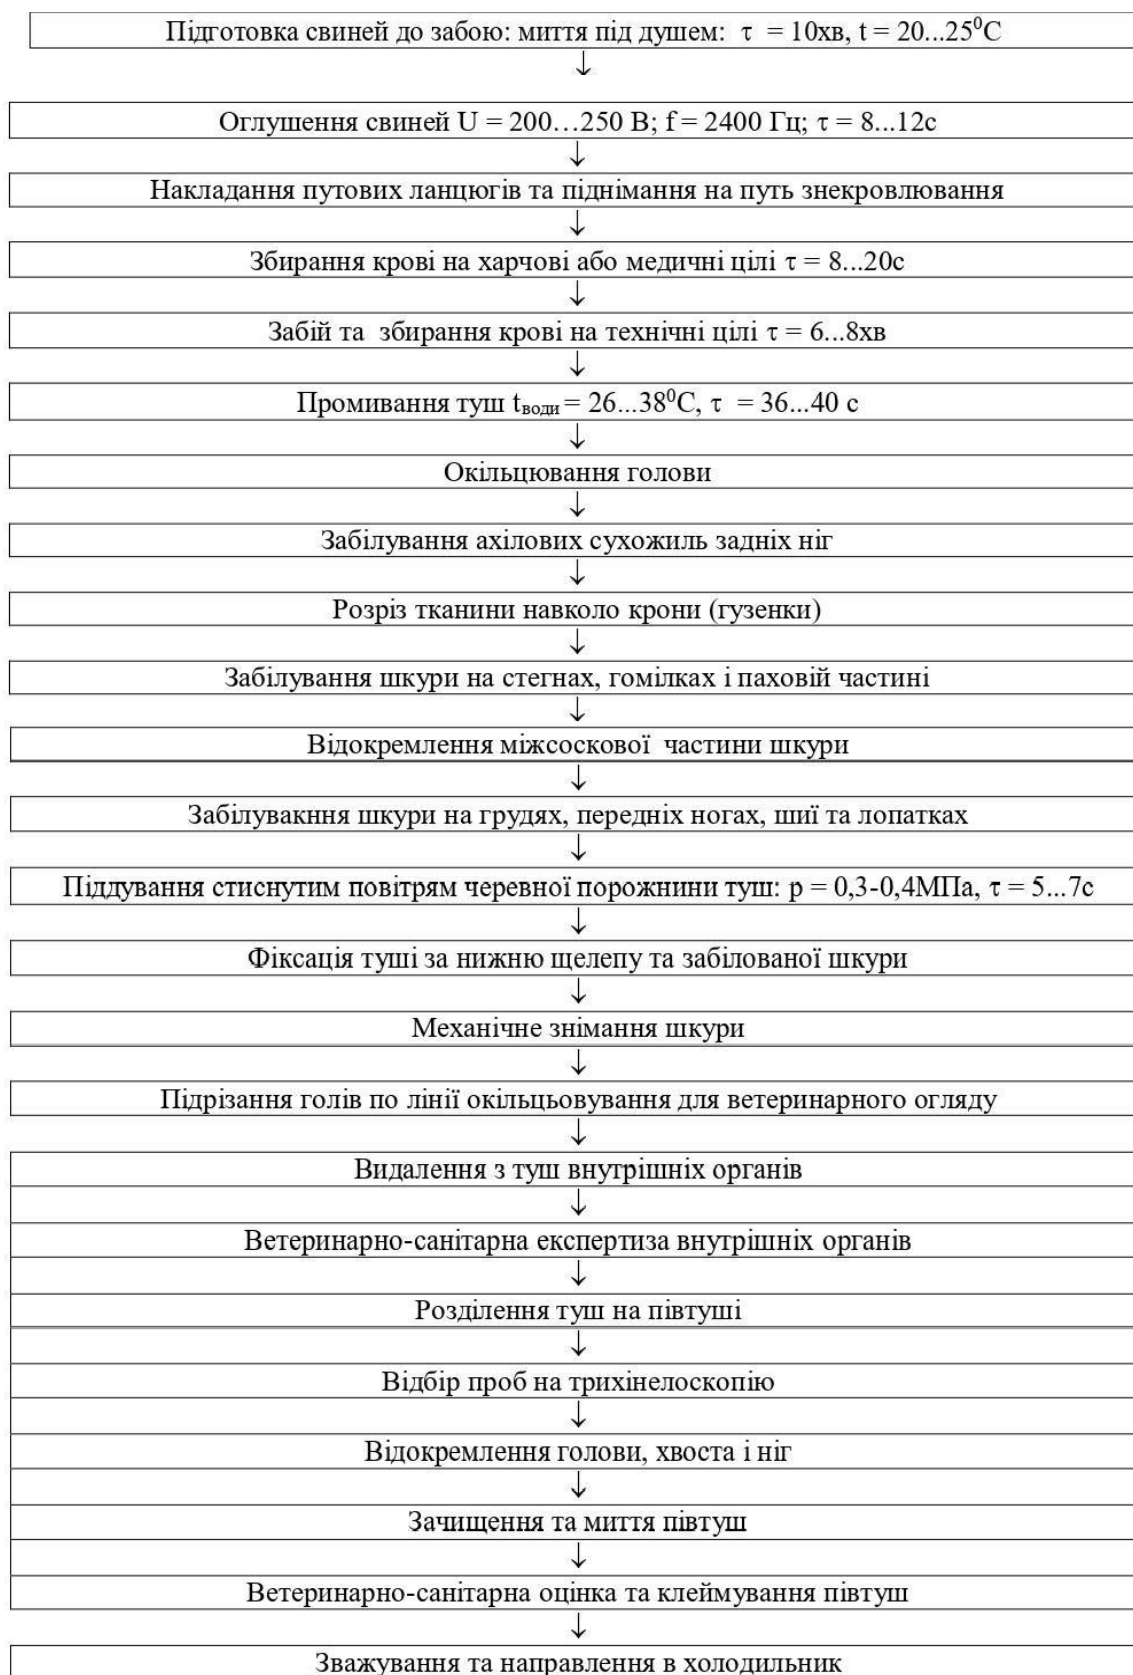 Підготовка свиней до забою: миття під душем: τ = 10хв, t = 20...25⁰С
↓
Оглушення свиней U = 200…250 В; f = 2400 Гц; τ = 8...12с
↓
Накладання путових ланцюгів та піднімання на путь знекровлювання
↓
Збирання крові на харчові або медичні цілі τ = 8...20с
↓
Забій та збирання крові на технічні цілі τ = 6...8хв
↓
Промивання туш tводи = 26...38⁰С, τ = 36...40 с
↓
Окільцювання голови
↓
Забілування ахілових сухожиль задніх ніг
↓
Розріз тканини навколо крони (гузенки)
↓
Забілування шкури на стегнах, гомілках і паховій частині
↓
Відокремлення міжсоскової частини шкури
↓
Забілувакння шкури на грудях, передніх ногах, шиї та лопатках
↓
Піддування стиснутим повітрям черевної порожнини туш: р = 0,3-0,4МПа, τ = 5...7с
↓
Фіксація туші за нижню щелепу та забілованої шкури
↓
Механічне знімання шкури
↓
Підрізання голів по лінії окільцьовування для ветеринарного огляду
↓
Видалення з туш внутрішніх органів
↓
Ветеринарно-санітарна експертиза внутрішніх органів
↓
Розділення туш на півтуші
↓
Відбір проб на трихінелоскопію
↓
Відокремлення голови, хвоста і ніг
↓
Зачищення та миття півтуш
↓
Ветеринарно-санітарна оцінка та клеймування півтуш
↓
Зважування та направлення в холодильник